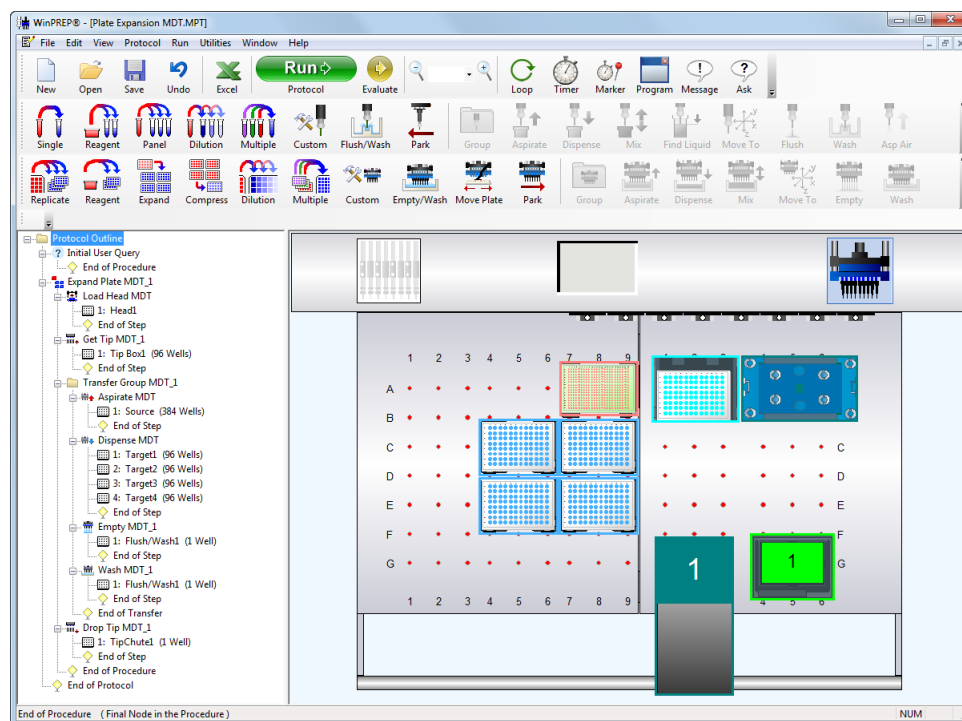 WinPREP® - [Plate Expansion MDT.MPT]
File Edit View Protocol Run Utilities Window Help
Run
New Open Save Undo Excel Protocol Evaluate Loop Timer Marker Program Message Ask
Single Reagent Panel Dilution Multiple Custom Flush/Wash Park Group Aspirate Dispense Mix Find Liquid Move To Flush Wash Asp Air
Replicate Reagent Expand Compress Dilution Multiple Custom Empty/Wash Move Plate Park Group Aspirate Dispense Mix Move To Empty Wash
Protocol Outline
Initial User Query
End of Procedure
Expand Plate MDT_1
Load Head MDT
1: Head1
End of Step
Get Tip MDT_1
1: Tip Box1 (96 Wells)
End of Step
Transfer Group MDT_1
Aspirate MDT
1: Source (384 Wells)
End of Step
Dispense MDT
1: Target1 (96 Wells)
2: Target2 (96 Wells)
3: Target3 (96 Wells)
4: Target4 (96 Wells)
End of Step
Empty MDT_1
1: Flush/Wash1 (1 Well)
End of Step
Wash MDT_1
1: Flush/Wash1 (1 Well)
End of Step
End of Transfer
Drop Tip MDT_1
1: TipChute1 (1 Well)
End of Step
End of Procedure
End of Protocol
1 2 3 4 5 6 7 8 9
A
B
C C
D D
E E
F F
G G
1 1
1 2 3 4 5 6 7 8 9 4 5 6
End of Procedure ( Final Node in the Procedure ) NUM